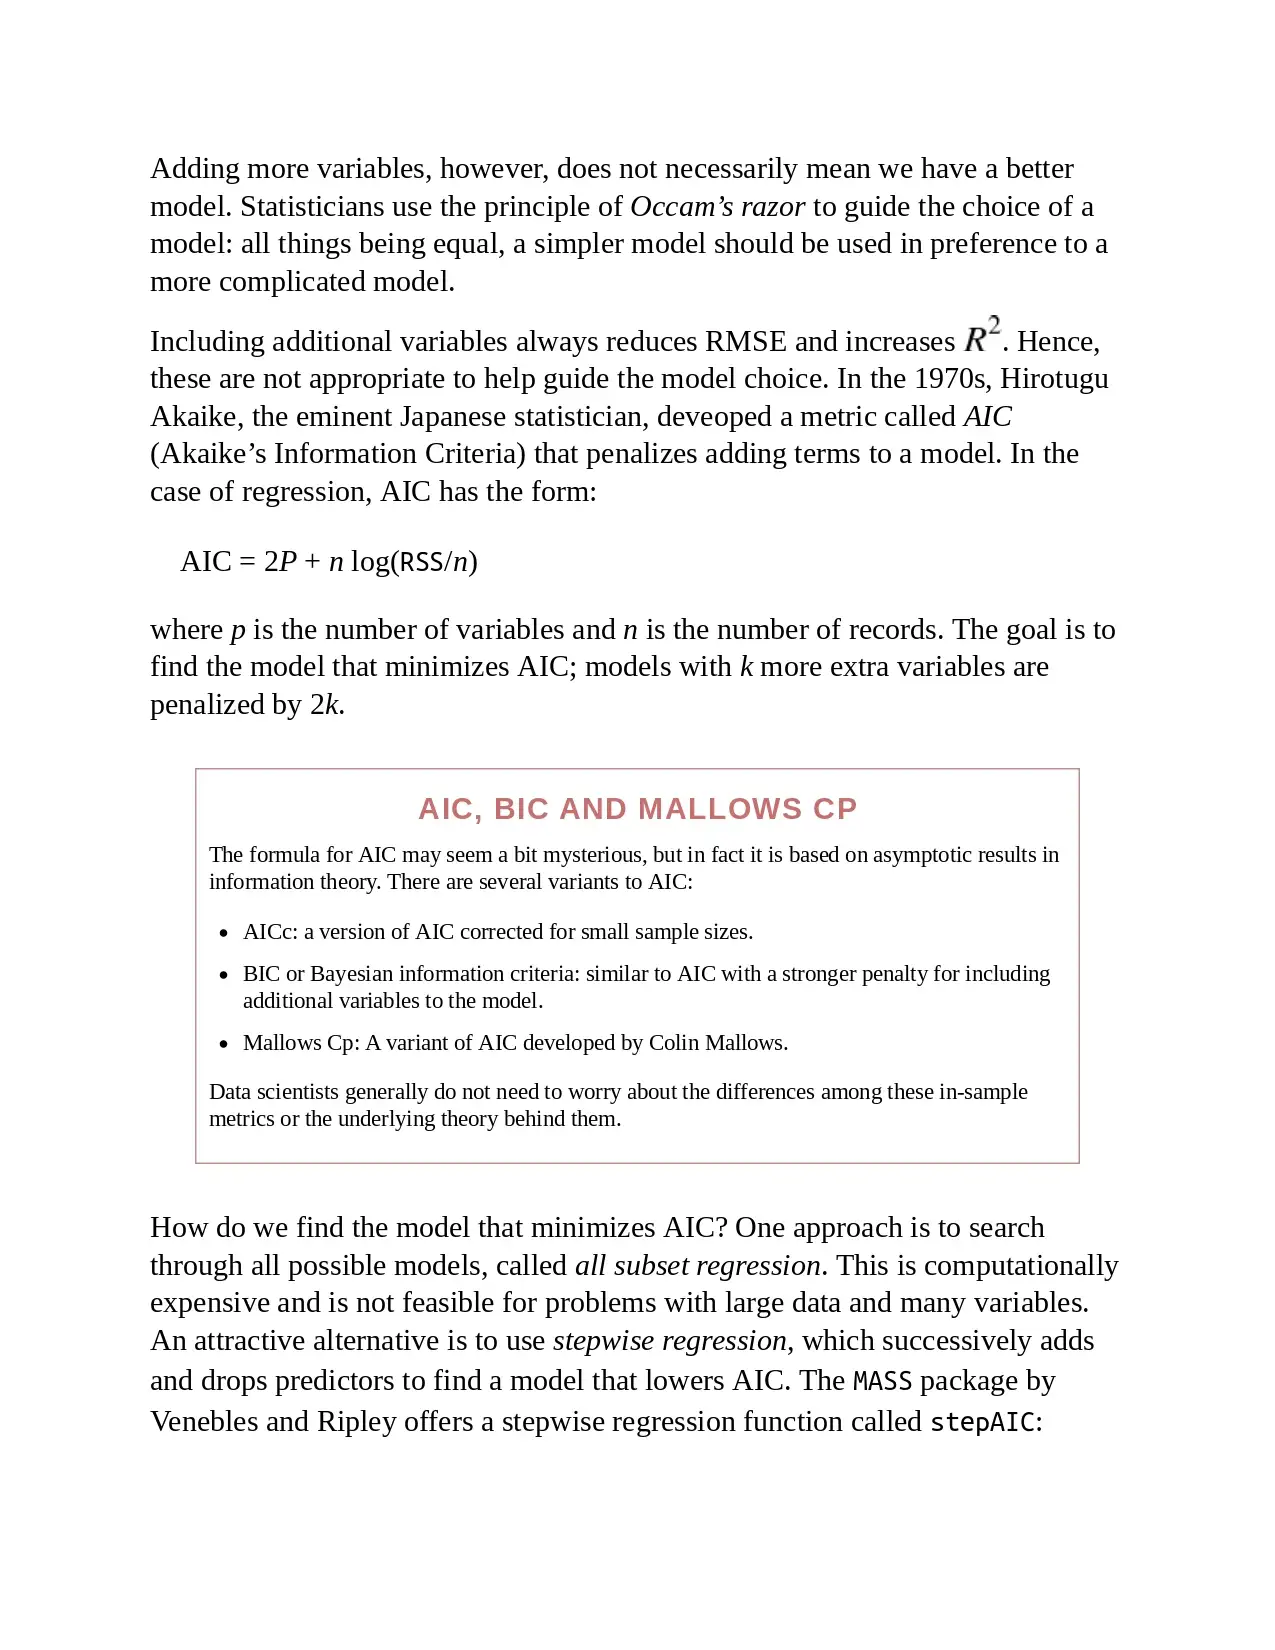 Adding more variables, however, does not necessarily mean we have a better
model. Statisticians use the principle of Occam’s razor to guide the choice of a
model: all things being equal, a simpler model should be used in preference to a
more complicated model.
Including additional variables always reduces RMSE and increases R². Hence,
these are not appropriate to help guide the model choice. In the 1970s, Hirotugu
Akaike, the eminent Japanese statistician, deveoped a metric called AIC
(Akaike’s Information Criteria) that penalizes adding terms to a model. In the
case of regression, AIC has the form:
AIC = 2P + n log(RSS/n)
where p is the number of variables and n is the number of records. The goal is to
find the model that minimizes AIC; models with k more extra variables are
penalized by 2k.
AIC, BIC AND MALLOWS CP
The formula for AIC may seem a bit mysterious, but in fact it is based on asymptotic results in
information theory. There are several variants to AIC:
• AICc: a version of AIC corrected for small sample sizes.
• BIC or Bayesian information criteria: similar to AIC with a stronger penalty for including
additional variables to the model.
• Mallows Cp: A variant of AIC developed by Colin Mallows.
Data scientists generally do not need to worry about the differences among these in-sample
metrics or the underlying theory behind them.
How do we find the model that minimizes AIC? One approach is to search
through all possible models, called all subset regression. This is computationally
expensive and is not feasible for problems with large data and many variables.
An attractive alternative is to use stepwise regression, which successively adds
and drops predictors to find a model that lowers AIC. The MASS package by
Venebles and Ripley offers a stepwise regression function called stepAIC: